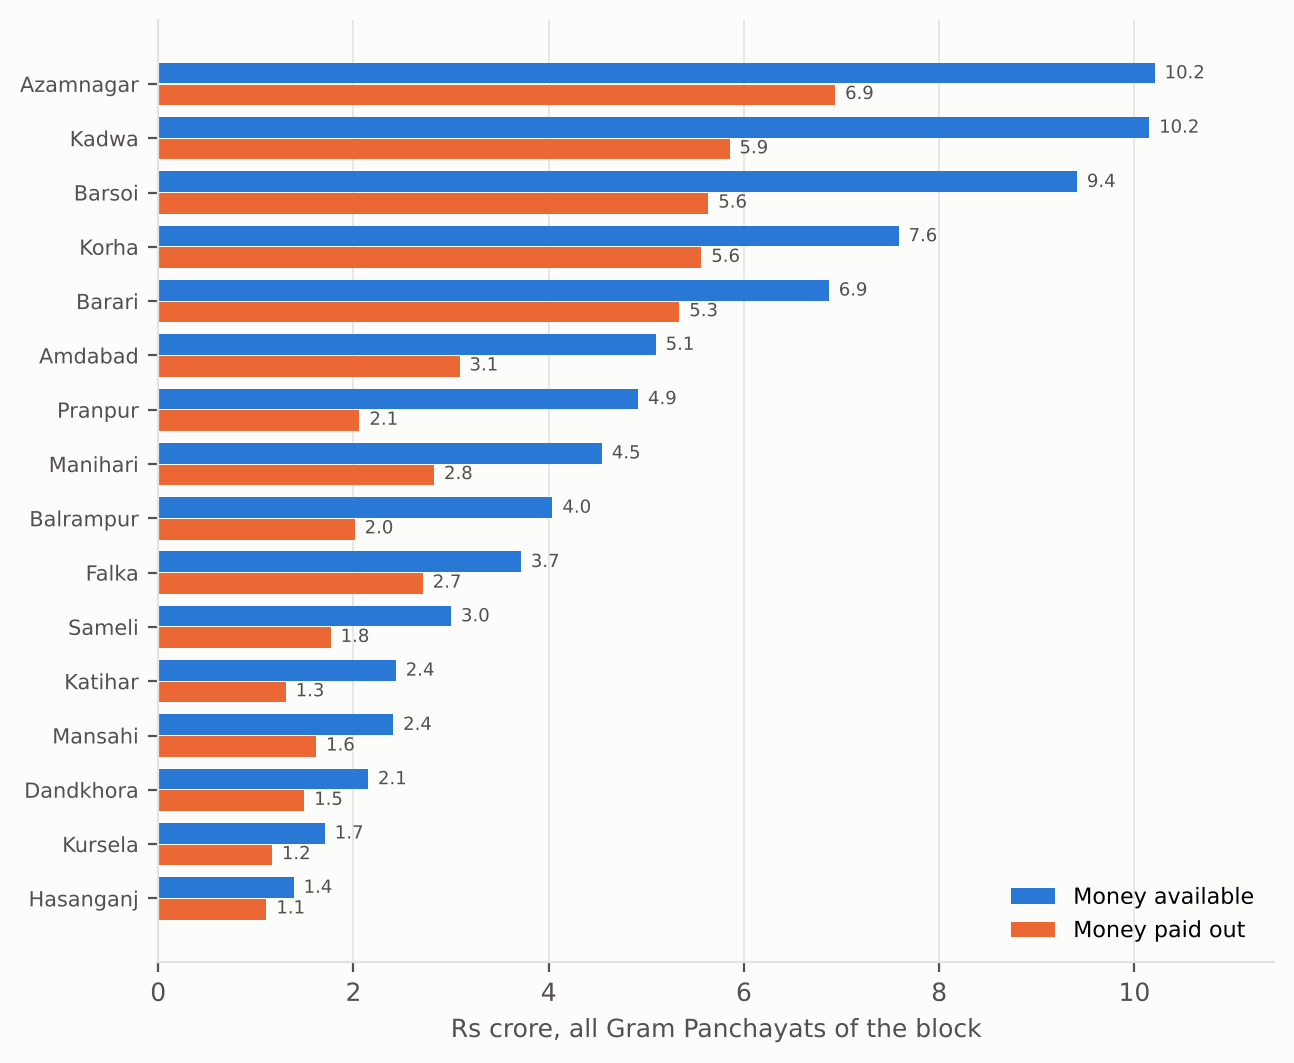 Azamnagar 10.2
6.9
Kadwa 10.2
5.9
Barsoi 9.4
5.6
Korha 7.6
5.6
Barari 6.9
5.3
Amdabad 5.1
3.1
Pranpur 4.9
2.1
Manihari 4.5
2.8
Balrampur 4.0
2.0
Falka 3.7
2.7
Sameli 3.0
1.8
Katihar 2.4
1.3
Mansahi 2.4
1.6
Dandkhora 2.1
1.5
Kursela 1.7
1.2
Hasanganj 1.4
1.1
Money available
Money paid out
0 2 4 6 8 10
Rs crore, all Gram Panchayats of the block